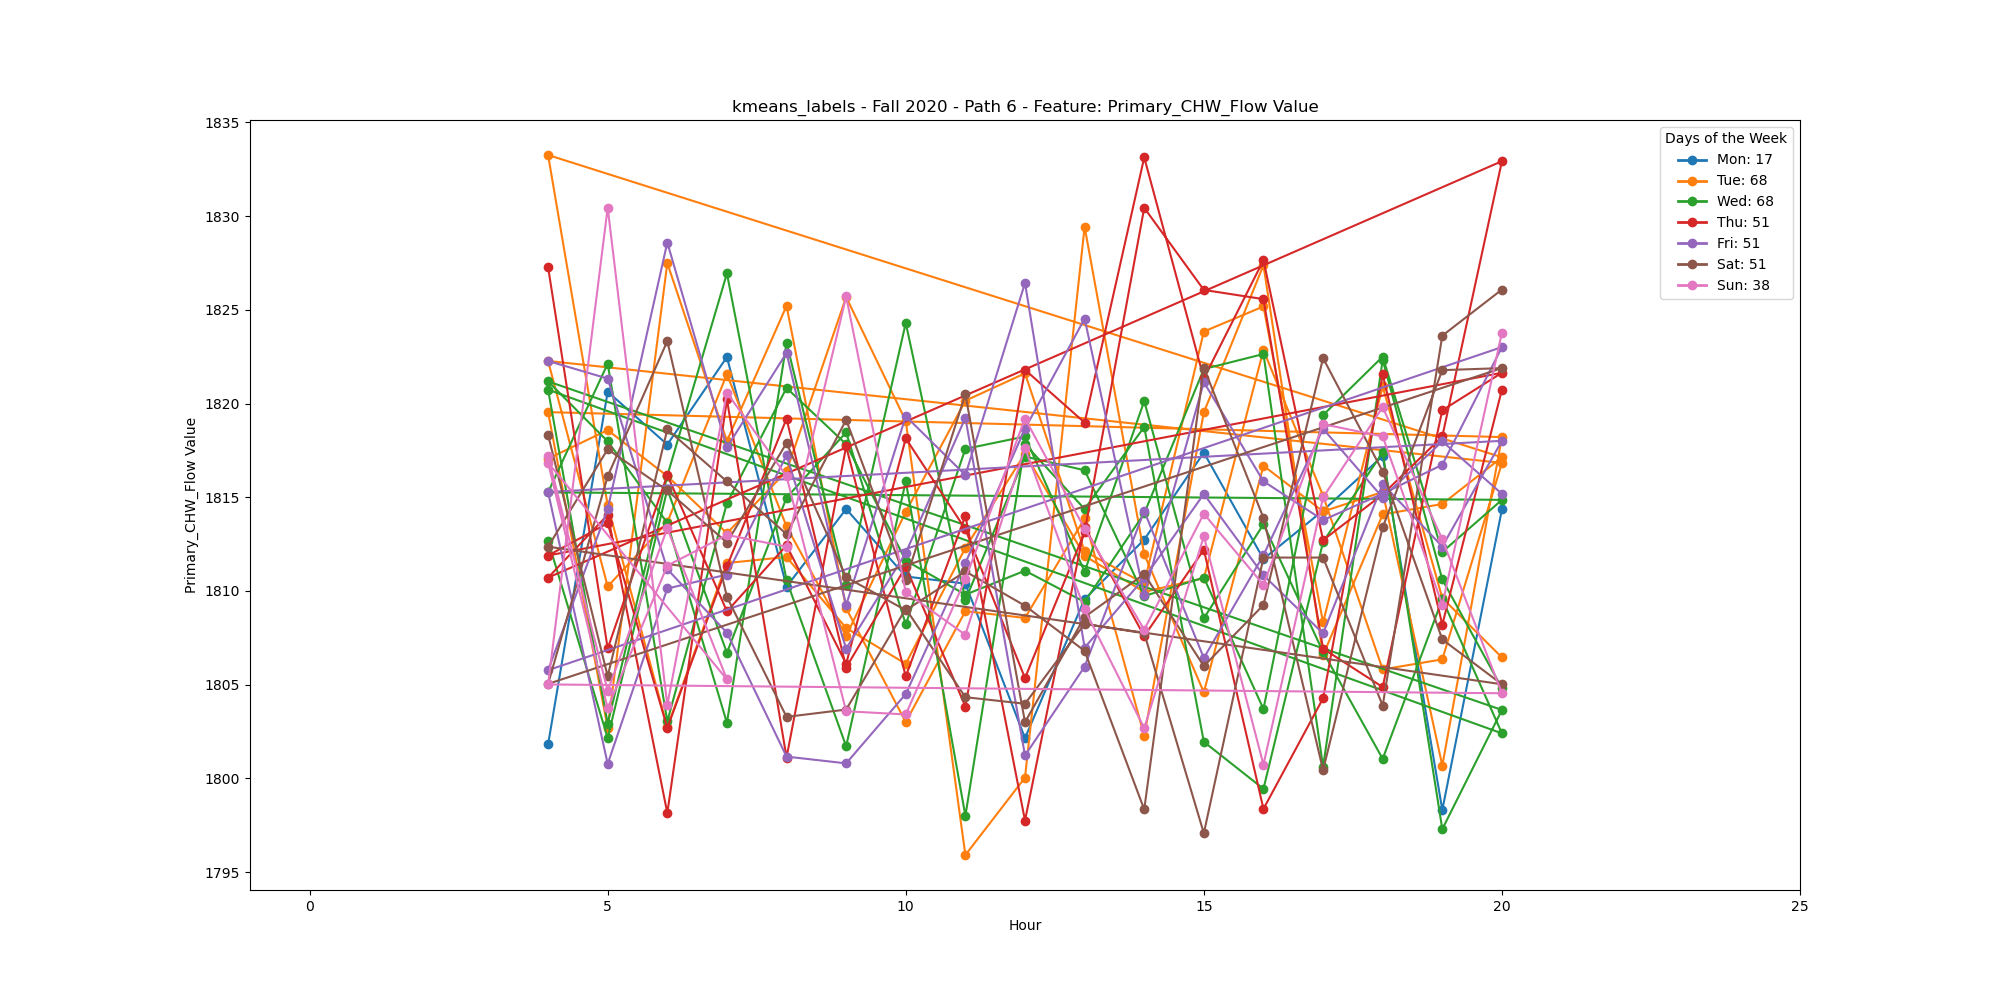 kmeans_labels - Fall 2020 - Path 6 - Feature: Primary_CHW_Flow Value
Primary_CHW_Flow Value
1835
1830
1825
1820
1815
1810
1805
1800
1795
Days of the Week
Mon: 17
Tue: 68
Wed: 68
Thu: 51
Fri: 51
Sat: 51
Sun: 38
0 5 10 15 20 25
Hour